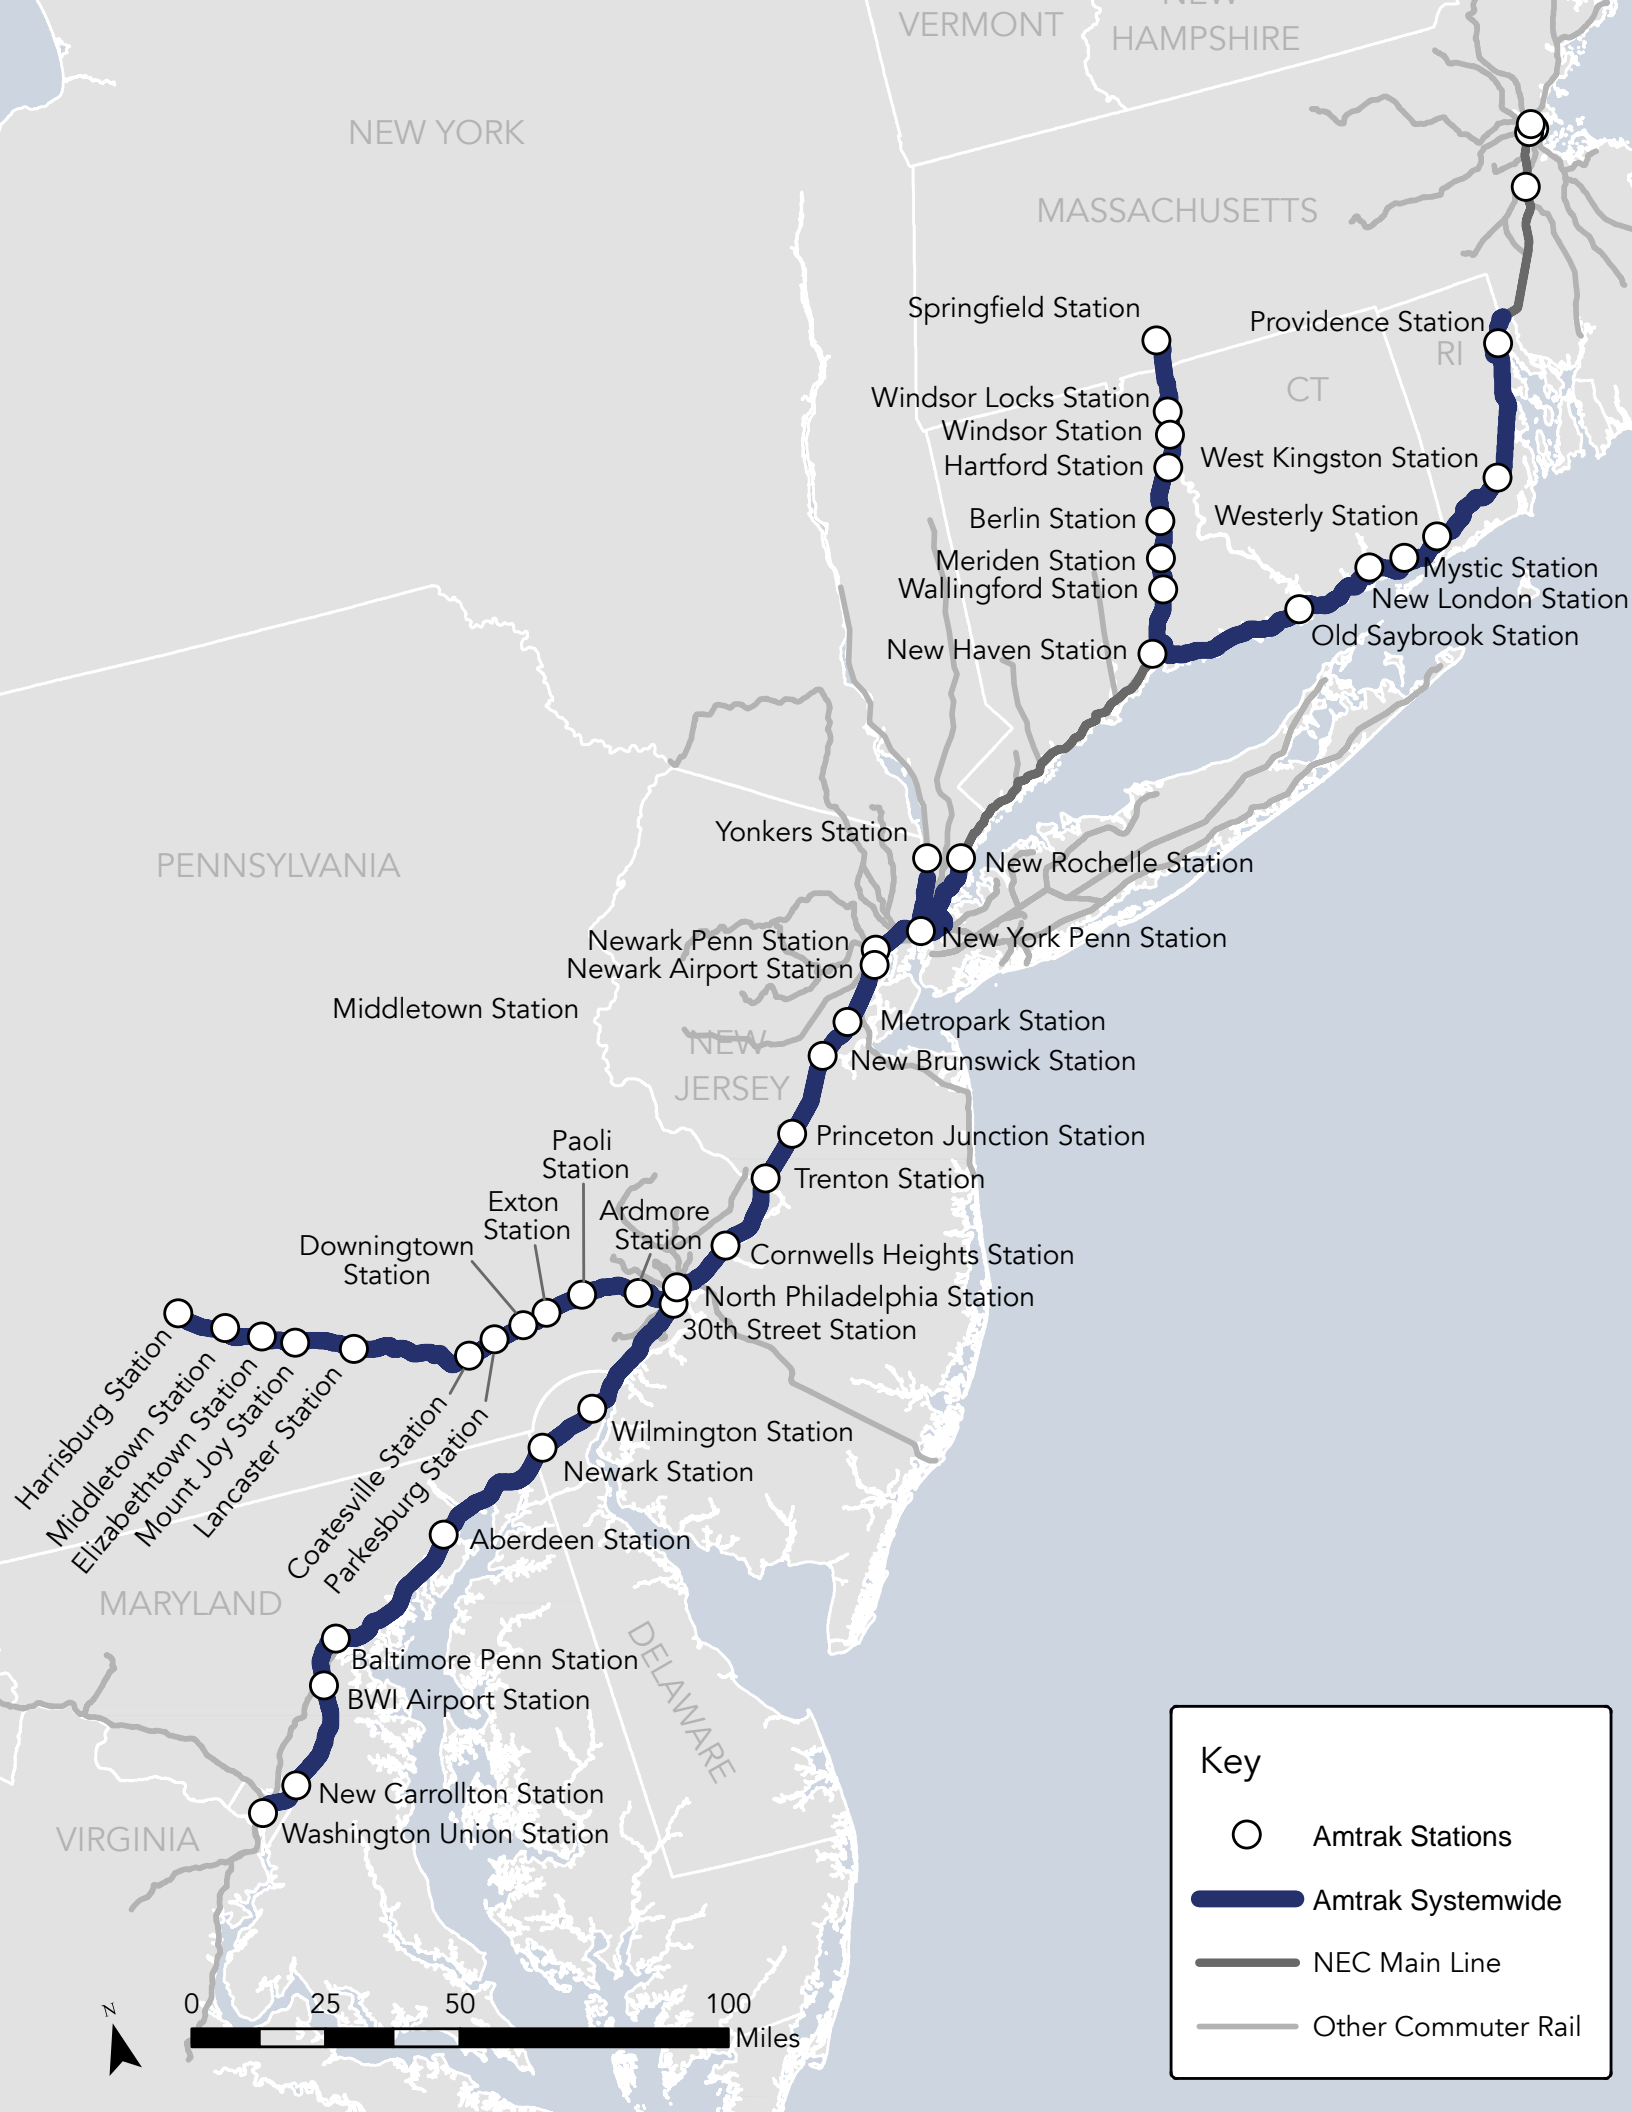 VERMONT
NEW
HAMPSHIRE
NEW YORK
MASSACHUSETTS
Springfield Station
Providence Station
RI
CT
Windsor Locks Station
Windsor Station
Hartford Station
West Kingston Station
Berlin Station
Westerly Station
Meriden Station
Mystic Station
Wallingford Station
New London Station
Old Saybrook Station
New Haven Station
Yonkers Station
New Rochelle Station
PENNSYLVANIA
Newark Penn Station
New York Penn Station
Newark Airport Station
Middletown Station
Metropark Station
NEW
JERSEY
New Brunswick Station
Princeton Junction Station
Paoli
Station
Trenton Station
Exton
Station
Ardmore
Station
Downingtown
Station
Cornwells Heights Station
North Philadelphia Station
30th Street Station
Harrisburg Station
Middletown Station
Elizabethtown Station
Mount Joy Station
Lancaster Station
Coatesville Station
Parkesburg Station
Wilmington Station
Newark Station
Aberdeen Station
MARYLAND
DELAWARE
Baltimore Penn Station
BWI Airport Station
New Carrollton Station
Washington Union Station
VIRGINIA
Key
Amtrak Stations
Amtrak Systemwide
NEC Main Line
Other Commuter Rail
N
0 25 50 100
Miles